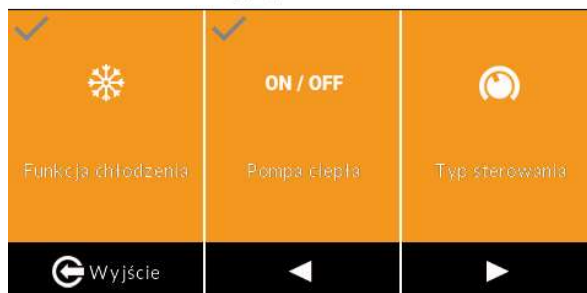 ON / OFF
Funkcja chłodzenia
Pompa ciepła
Typ sterowania
Wyjście